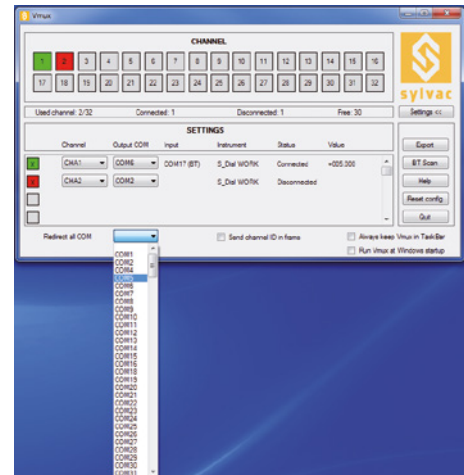 Vmux
CHANNEL
1 2 3 4 5 6 7 8 9 10 11 12 13 14 15 16
17 18 19 20 21 22 23 24 25 26 27 28 29 30 31 32
sylvac
Used channel: 2/32 Connected: 1 Disconnected: 1 Free: 30 Settings <<
SETTINGS
Channel Output COM Input Instrument Status Value
CHA1 COM6 COM17 (BT) S_Dial WORK Connected +005.300
CHA2 COM2 S_Dial WORK Disconnected
Export
BT Scan
Help
Reset config.
Quit
Redirect all COM Send channel ID in frame Always keep Vmux in TaskBar
Run Vmux at Windows startup
COM1
COM2
COM4
COM5
COM6
COM7
COM8
COM9
COM10
COM11
COM12
COM13
COM14
COM15
COM16
COM18
COM19
COM20
COM21
COM22
COM23
COM24
COM25
COM26
COM27
COM28
COM29
COM30
COM31